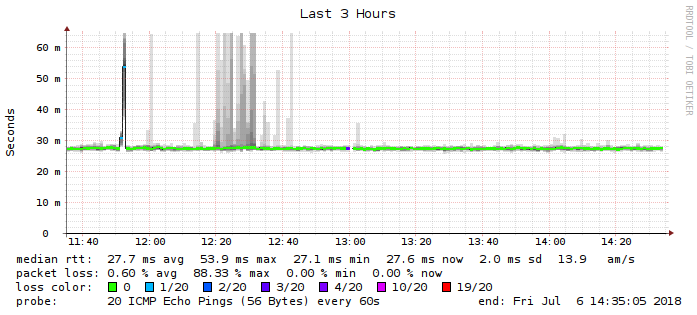 Last 3 Hours
RRDTOOL / TOBI OETIKER
Seconds
60 m
50 m
40 m
30 m
20 m
10 m
0
11:40 12:00 12:20 12:40 13:00 13:20 13:40 14:00 14:20
median rtt: 27.7 ms avg 53.9 ms max 27.1 ms min 27.6 ms now 2.0 ms sd 13.9 am/s
packet loss: 0.60 % avg 88.33 % max 0.00 % min 0.00 % now
loss color: 0 1/20 2/20 3/20 4/20 10/20 19/20
probe: 20 ICMP Echo Pings (56 Bytes) every 60s end: Fri Jul 6 14:35:05 2018